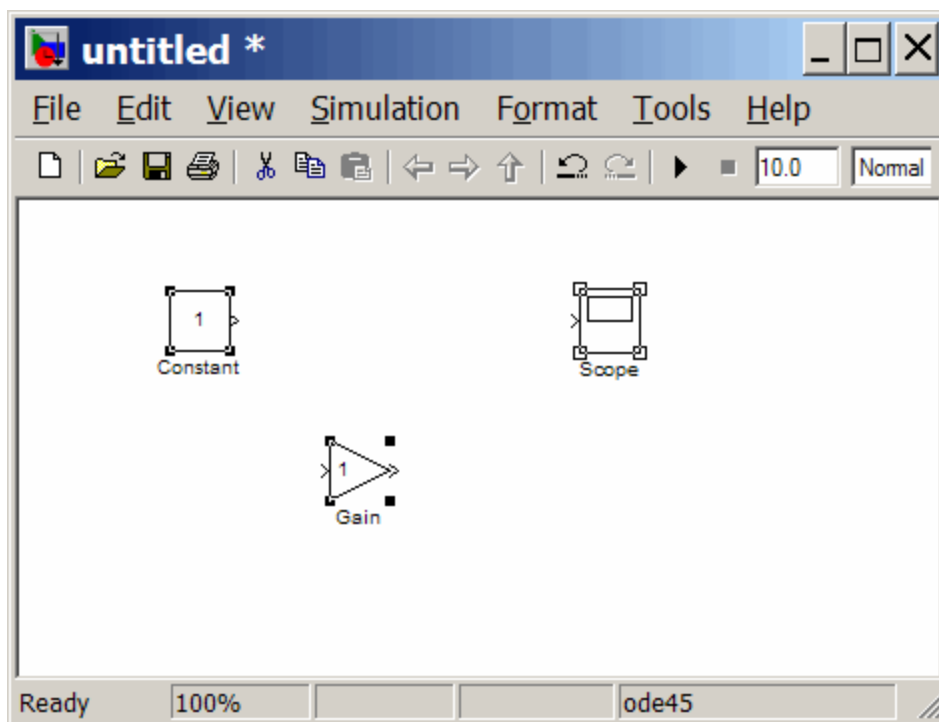 untitled *
File Edit View Simulation Format Tools Help
10.0 Normal
1
Constant
Scope
1
Gain
Ready 100% ode45